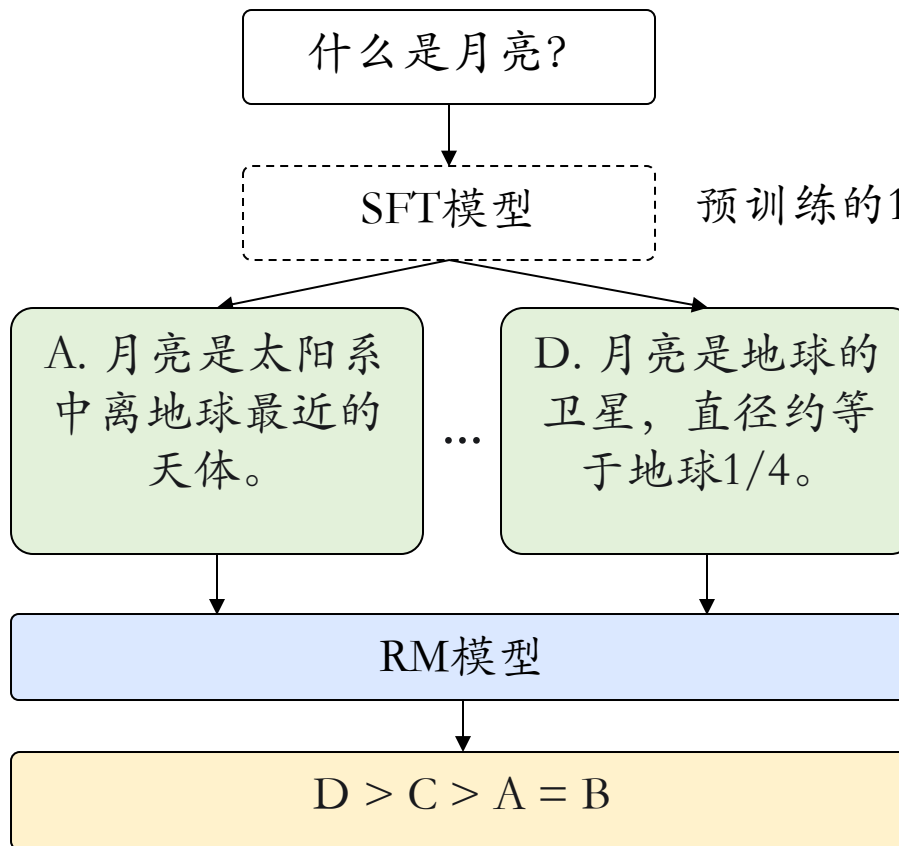 什么是月亮？
SFT模型
预训练的1
A. 月亮是太阳系
中离地球最近的
天体。
...
D. 月亮是地球的
卫星，直径约等
于地球1/4。
RM模型
D > C > A = B